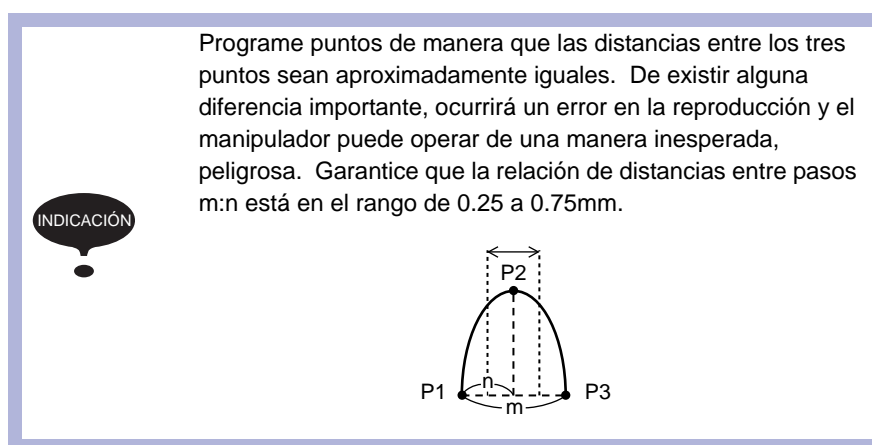 Programe puntos de manera que las distancias entre los tres
puntos sean aproximadamente iguales.  De existir alguna
diferencia importante, ocurrirá un error en la reproducción y el
manipulador puede operar de una manera inesperada,
peligrosa.  Garantice que la relación de distancias entre pasos
m:n está en el rango de 0.25 a 0.75mm.
INDICACIÓN
P2
P1
n
P3
m